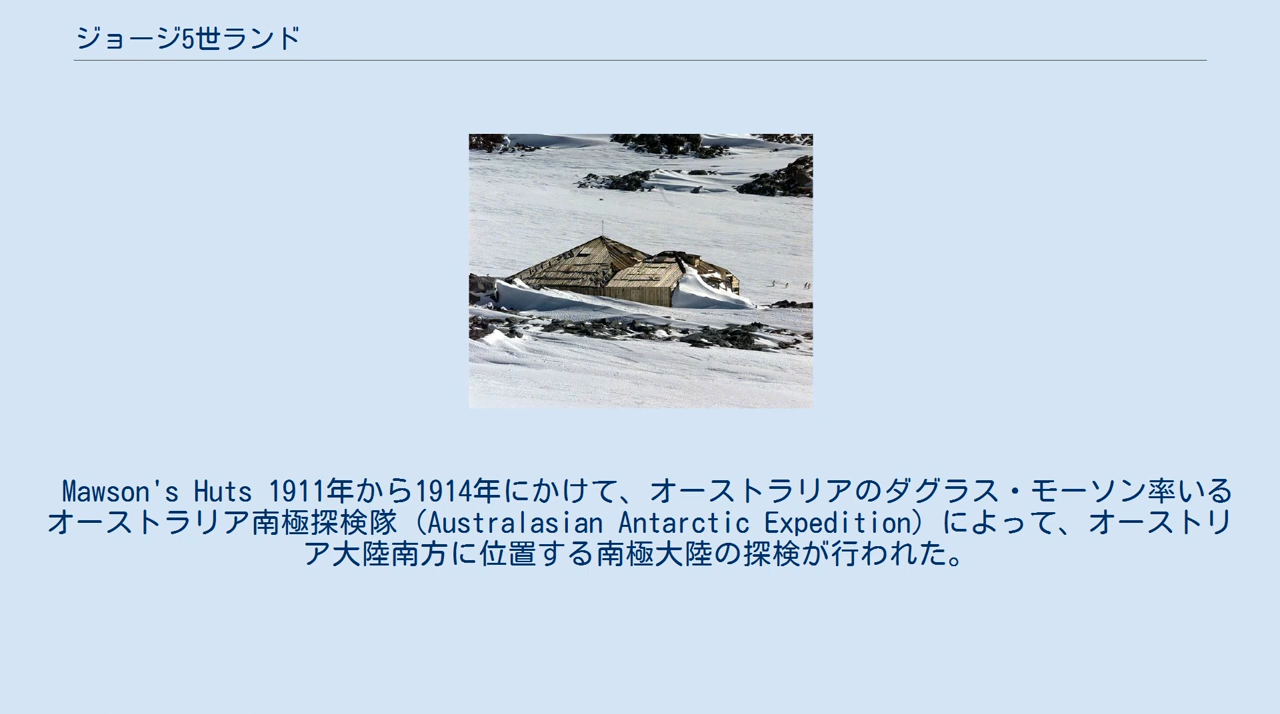 ジョージ5世ランド
Mawson's Huts 1911年から1914年にかけて、オーストラリアのダグラス・モーソン率いる
オーストラリア南極探検隊（Australasian Antarctic Expedition）によって、オーストリ
ア大陸南方に位置する南極大陸の探検が行われた。